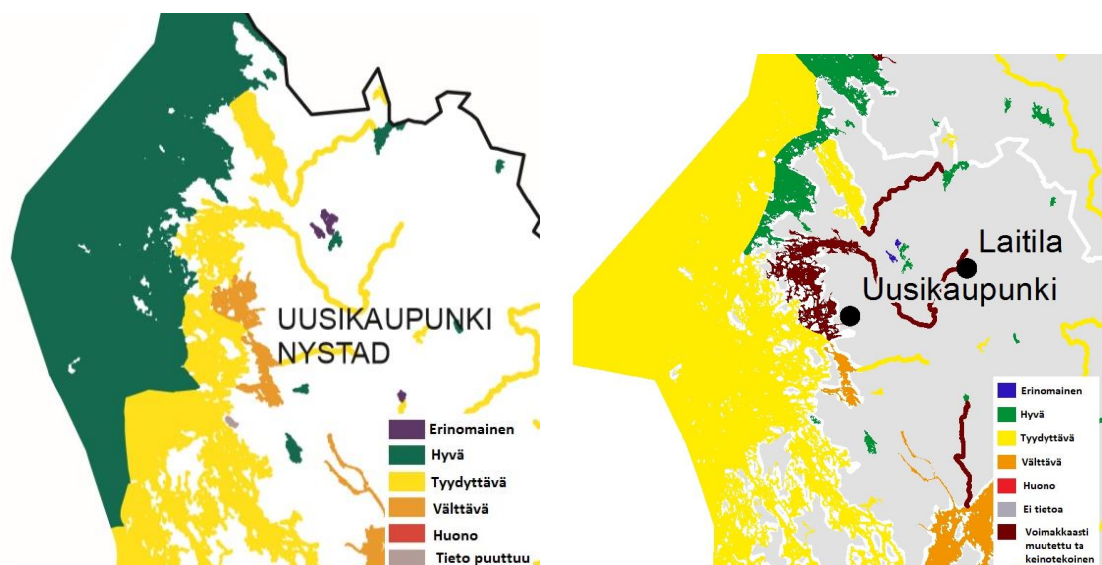 UUSIKAUPUNKI
NYSTAD
Erinomainen
Hyvä
Tyydyttävä
Välttävä
Huono
Tieto puuttuu
Laitila
Uusikaupunki
Erinomainen
Hyvä
Tyydyttävä
Välttävä
Huono
Ei tietoa
Voimakkaasti
muutettu ta
keinotekoinen